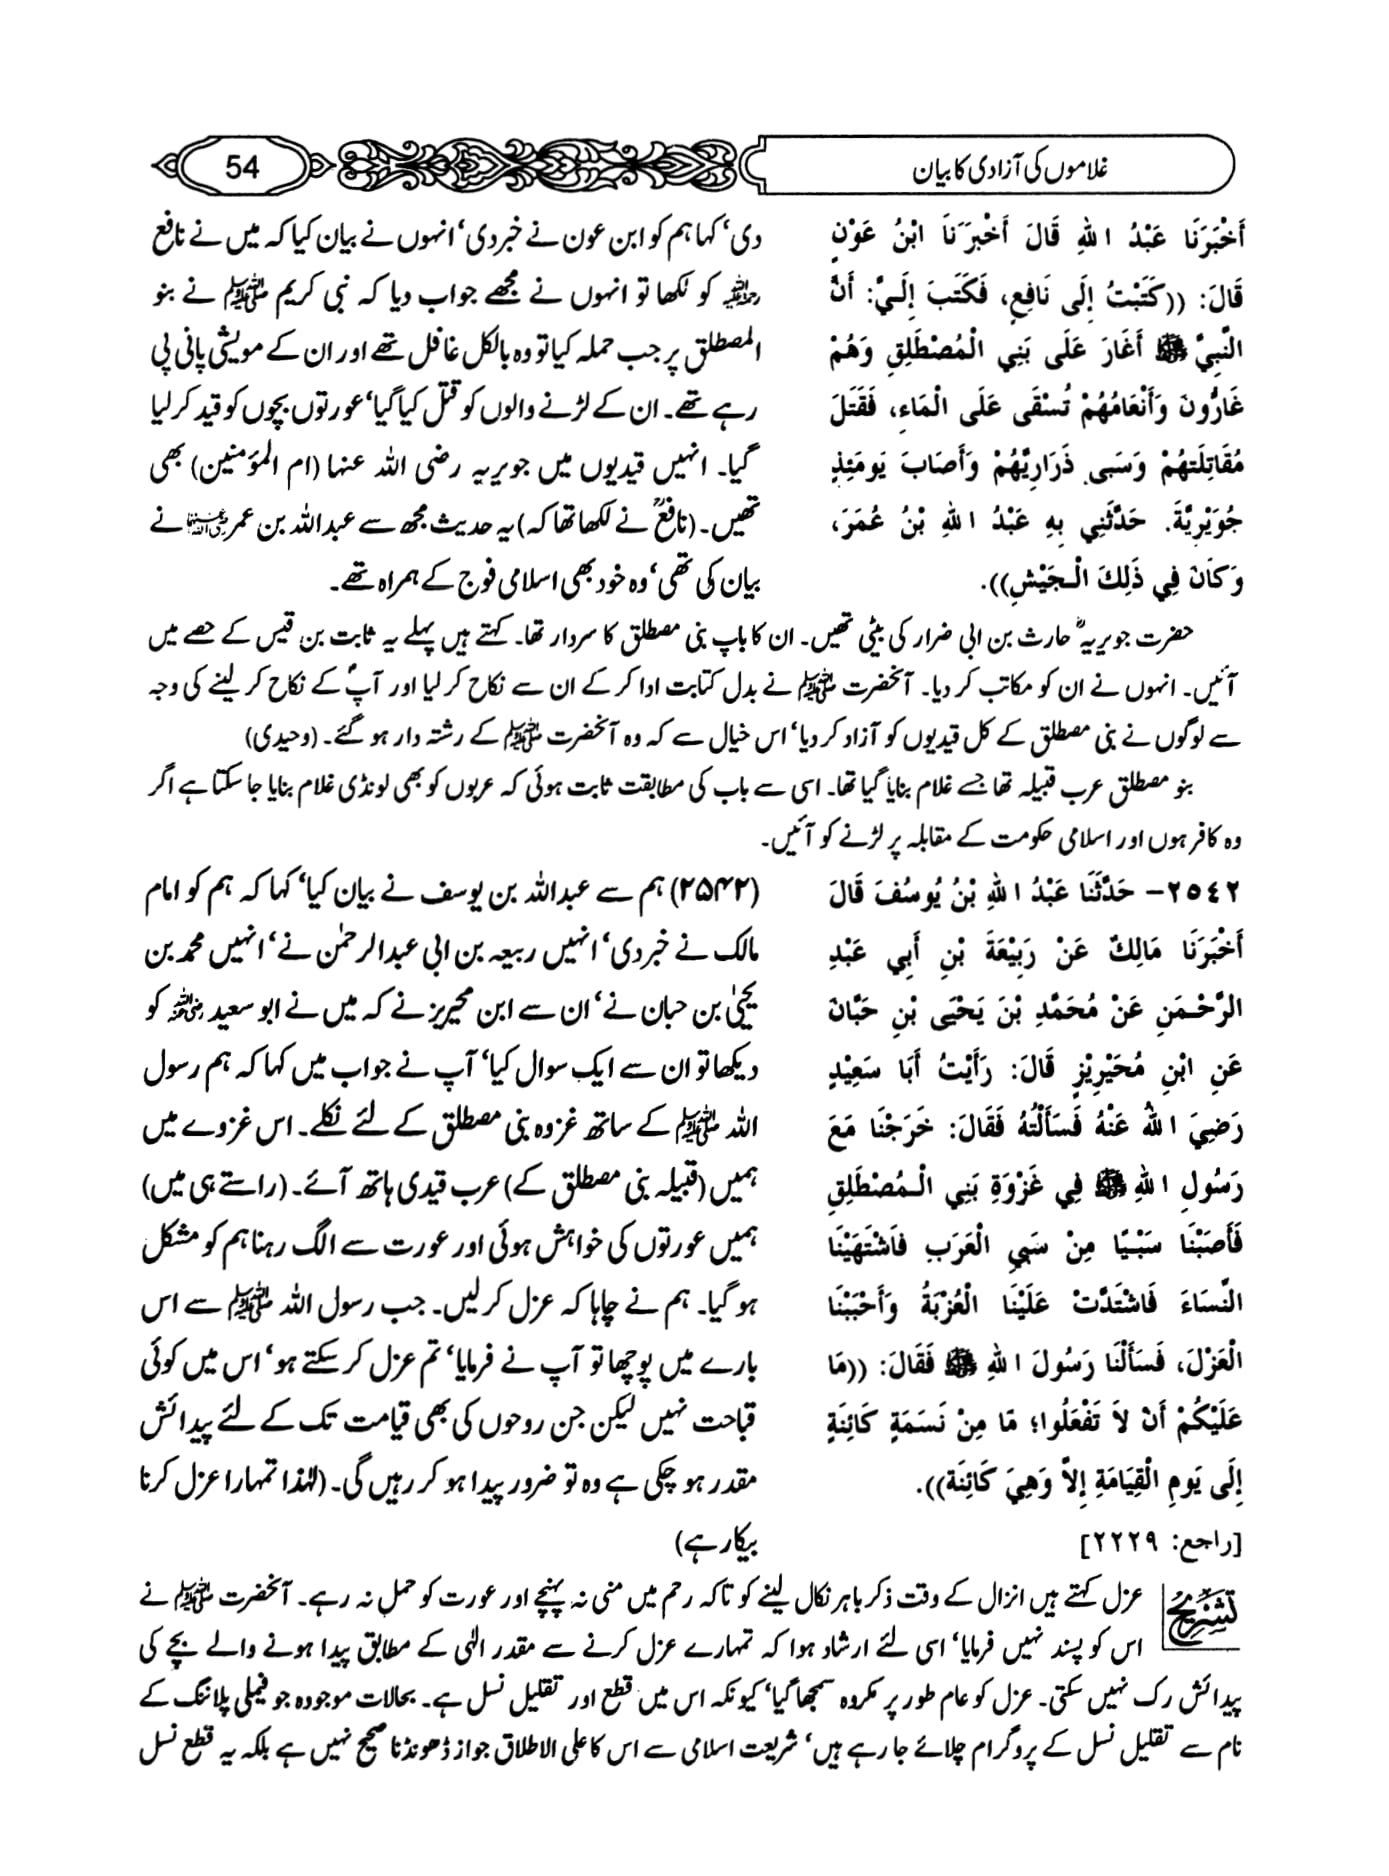 غلاموں کی آزادی کا بیان
54
أَخْبَرَنَا عَبْدُ اللهِ قَالَ أَخْبَرَنَا ابْنُ عَوْنٍ
قَالَ: ((كَتَبْتُ إِلَى نَافِعٍ، فَكَتَبَ إِلَيَّ: أَنَّ
النَّبِيَّ ﷺ أَغَارَ عَلَى بَنِي الْمُصْطَلِقِ وَهُمْ
غَارُّونَ وَأَنْعَامُهُمْ تُسْقَى عَلَى الْمَاءِ، فَقَتَلَ
مُقَاتِلَتَهُمْ وَسَبَى ذَرَارِيَّهُمْ وَأَصَابَ يَومَئِذٍ
جُوَيْرِيَّةَ. حَدَّثَنِي بِهِ عَبْدُ اللهِ بْنُ عُمَرَ،
وَكَانَ فِي ذَلِكَ الْجَيْشِ)).
دی‘ کہا ہم کو ابن عون نے خبر دی‘ انہوں نے بیان کیا کہ میں نے نافع
رحمہ اللہ کو لکھا تو انہوں نے مجھے جواب دیا کہ نبی کریم ﷺ نے بنو
المصطلق پر جب حملہ کیا تو وہ بالکل غافل تھے اور ان کے مویشی پانی پی
رہے تھے۔ ان کے لڑنے والوں کو قتل کیا گیا‘ عورتوں بچوں کو قید کر لیا
گیا۔ انہیں قیدیوں میں جویریہ رضی اللہ عنہا (ام المؤمنین) بھی
تھیں۔ (نافعؒ نے لکھا تھا کہ) یہ حدیث مجھ سے عبداللہ بن عمر رضی اللہ عنہما نے
بیان کی تھی‘ وہ خود بھی اسلامی فوج کے ہمراہ تھے۔
حضرت جویریہؓ حارث بن ابی ضرار کی بیٹی تھیں۔ ان کا باپ بنی مصطلق کا سردار تھا۔ کہتے ہیں پہلے یہ ثابت بن قیس کے حصے میں
آئیں۔ انہوں نے ان کو مکاتب کر دیا۔ آنحضرت ﷺ نے بدل کتابت ادا کر کے ان سے نکاح کر لیا اور آپؐ کے نکاح کر لینے کی وجہ
سے لوگوں نے بنی مصطلق کے کل قیدیوں کو آزاد کر دیا‘ اس خیال سے کہ وہ آنحضرت ﷺ کے رشتہ دار ہو گئے۔ (وحیدی)
بنو مصطلق عرب قبیلہ تھا جسے غلام بنایا گیا تھا۔ اسی سے باب کی مطابقت ثابت ہوئی کہ عربوں کو بھی لونڈی غلام بنایا جا سکتا ہے اگر
وہ کافر ہوں اور اسلامی حکومت کے مقابلہ پر لڑنے کو آئیں۔
٢٥٤٢– حَدَّثَنَا عَبْدُ اللهِ بْنُ يُوسُفَ قَالَ
أَخْبَرَنَا مَالِكٌ عَنْ رَبِيْعَةَ بْنِ أَبِي عَبْدِ
الرَّحْمَنِ عَنْ مُحَمَّدِ بْنِ يَحْيَى بْنِ حَبَّانَ
عَنِ ابْنِ مُحَيْرِيْزٍ قَالَ: رَأَيْتُ أَبَا سَعِيْدٍ
رَضِيَ اللهُ عَنْهُ فَسَأَلْتُهُ فَقَالَ: خَرَجْنَا مَعَ
رَسُولِ اللهِ ﷺ فِي غَزْوَةِ بَنِي الْمُصْطَلِقِ
فَأَصَبْنَا سَبْيًا مِنْ سَبْيِ الْعَرَبِ فَاشْتَهَيْنَا
النِّسَاءَ فَاشْتَدَّتْ عَلَيْنَا الْعُزْبَةُ وَأَحْبَبْنَا
الْعَزْلَ، فَسَأَلْنَا رَسُولَ اللهِ ﷺ فَقَالَ: ((مَا
عَلَيْكُمْ أَنْ لاَ تَفْعَلُوا؛ مَا مِنْ نَسَمَةٍ كَائِنَةٍ
إِلَى يَومِ الْقِيَامَةِ إِلاَّ وَهِيَ كَائِنَة)).
[راجع: ٢٢٢٩]
(۲۵۴۲) ہم سے عبداللہ بن یوسف نے بیان کیا‘ کہا کہ ہم کو امام
مالک نے خبر دی‘ انہیں ربیعہ بن ابی عبدالرحمٰن نے‘ انہیں محمد بن
یحییٰ بن حبان نے‘ ان سے ابن محیریز نے کہ میں نے ابو سعید رضی اللہ عنہ کو
دیکھا تو ان سے ایک سوال کیا‘ آپ نے جواب میں کہا کہ ہم رسول
اللہ ﷺ کے ساتھ غزوہ بنی مصطلق کے لئے نکلے۔ اس غزوے میں
ہمیں (قبیلہ بنی مصطلق کے) عرب قیدی ہاتھ آئے۔ (راستے ہی میں)
ہمیں عورتوں کی خواہش ہوئی اور عورت سے الگ رہنا ہم کو مشکل
ہو گیا۔ ہم نے چاہا کہ عزل کر لیں۔ جب رسول اللہ ﷺ سے اس
بارے میں پوچھا تو آپ نے فرمایا‘ تم عزل کر سکتے ہو‘ اس میں کوئی
قباحت نہیں لیکن جن روحوں کی بھی قیامت تک کے لئے پیدائش
مقدر ہو چکی ہے وہ تو ضرور پیدا ہو کر رہیں گی۔ (لہٰذا تمہارا عزل کرنا
بیکار ہے)
تشریح عزل کہتے ہیں انزال کے وقت ذکر باہر نکال لینے کو تاکہ رحم میں منی نہ پہنچے اور عورت کو حمل نہ رہے۔ آنحضرت ﷺ نے
اس کو پسند نہیں فرمایا‘ اسی لئے ارشاد ہوا کہ تمہارے عزل کرنے سے مقدر الٰہی کے مطابق پیدا ہونے والے بچے کی
پیدائش رک نہیں سکتی۔ عزل کو عام طور پر مکروہ سمجھا گیا‘ کیونکہ اس میں قطع اور تقلیل نسل ہے۔ بحالات موجودہ جو فیملی پلاننگ کے
نام سے تقلیل نسل کے پروگرام چلائے جا رہے ہیں‘ شریعت اسلامی سے اس کا علی الاطلاق جواز ڈھونڈنا صحیح نہیں ہے بلکہ یہ قطع نسل